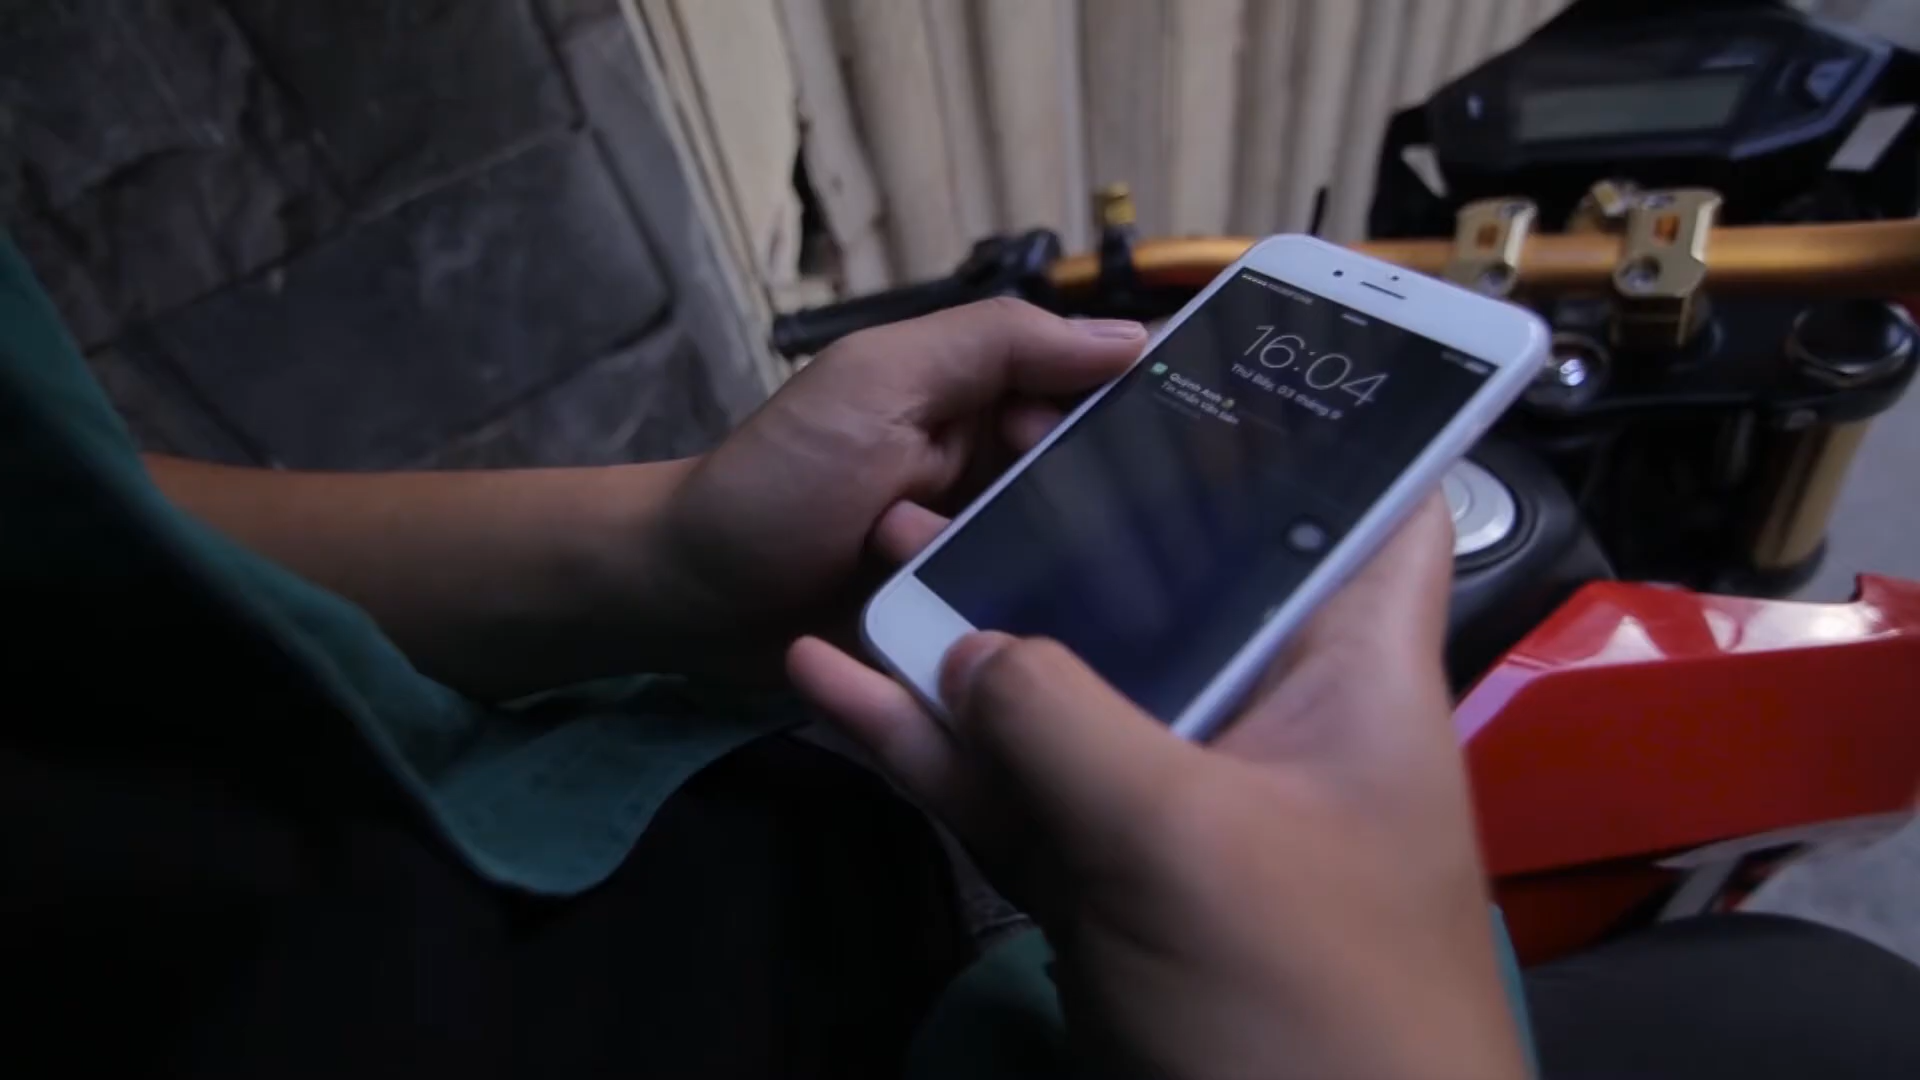 16:04
Thứ Bảy, 03 tháng 9
Quỳnh Anh
Tin nhắn Văn bản